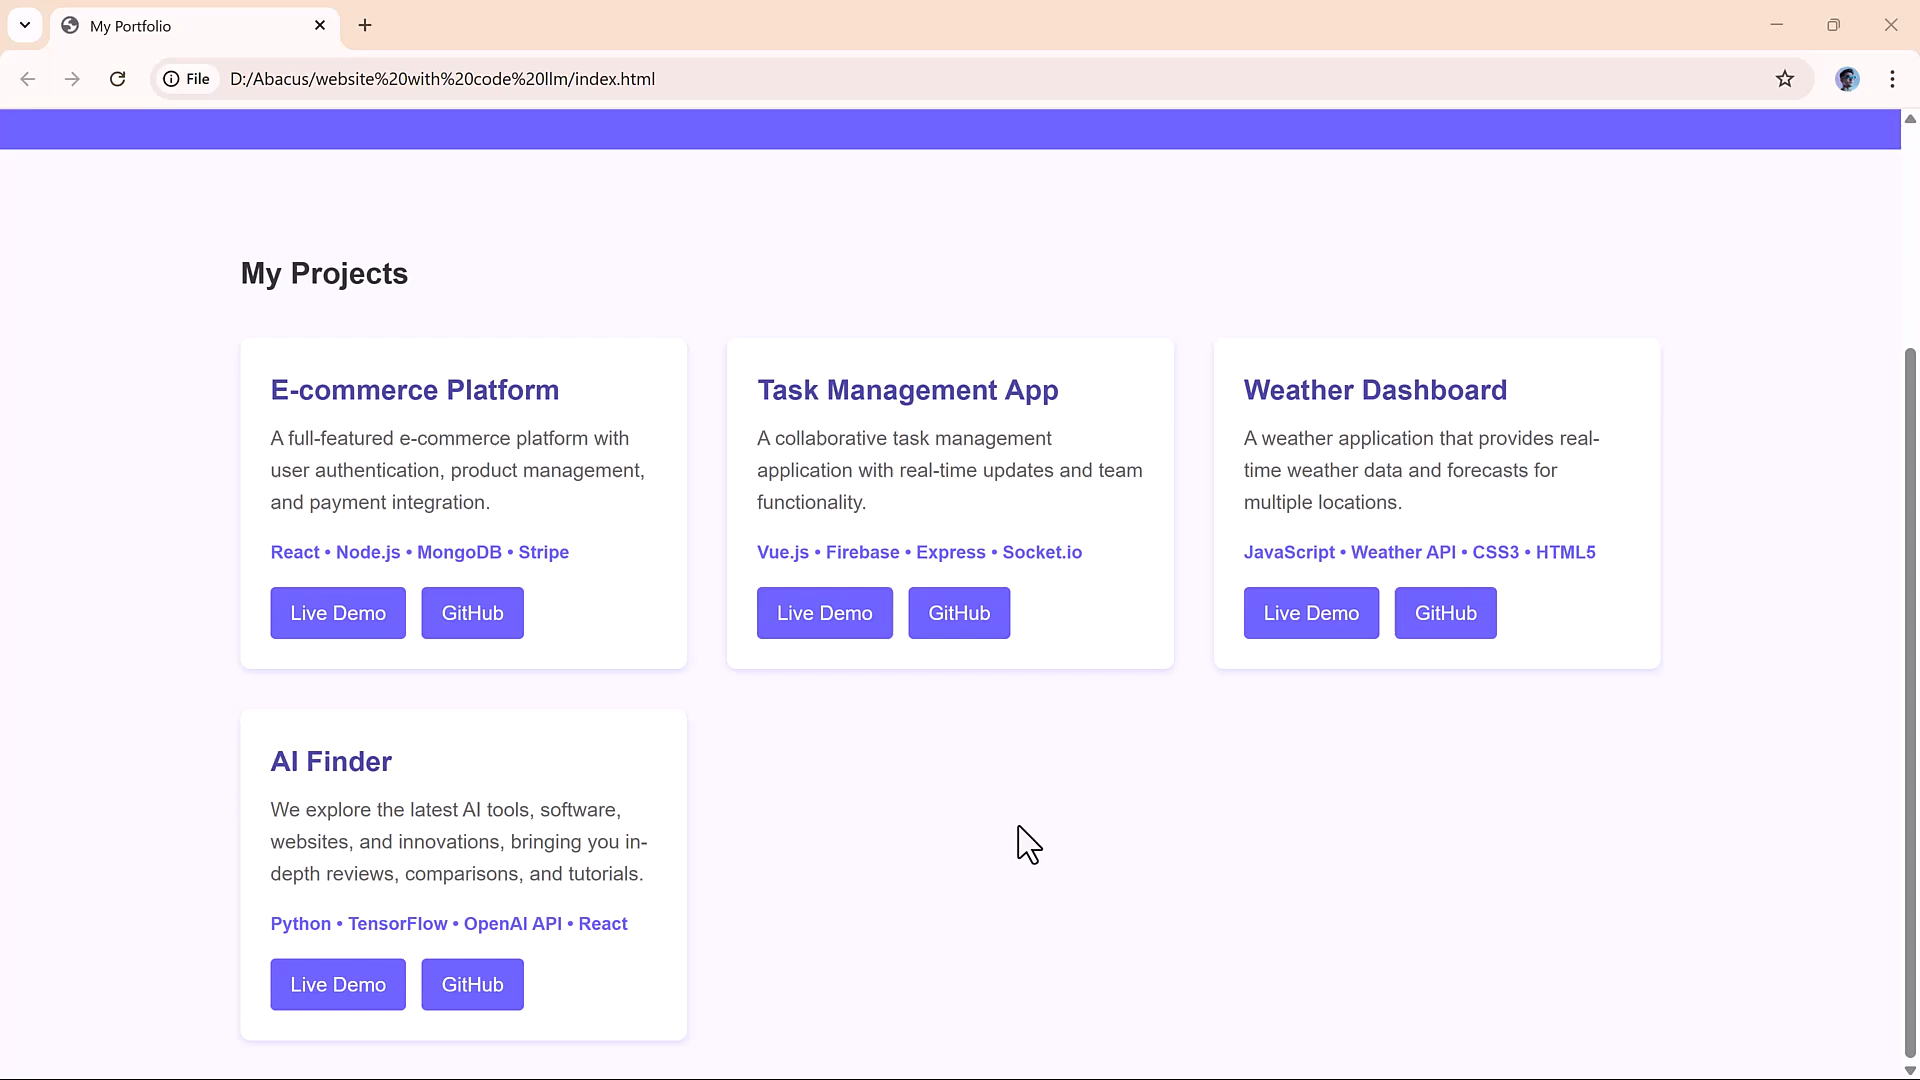 My Portfolio
File D:/Abacus/website%20with%20code%20llm/index.html
My Projects
E-commerce Platform
A full-featured e-commerce platform with
user authentication, product management,
and payment integration.
React • Node.js • MongoDB • Stripe
Live Demo GitHub
Task Management App
A collaborative task management
application with real-time updates and team
functionality.
Vue.js • Firebase • Express • Socket.io
Live Demo GitHub
Weather Dashboard
A weather application that provides real-
time weather data and forecasts for
multiple locations.
JavaScript • Weather API • CSS3 • HTML5
Live Demo GitHub
AI Finder
We explore the latest AI tools, software,
websites, and innovations, bringing you in-
depth reviews, comparisons, and tutorials.
Python • TensorFlow • OpenAI API • React
Live Demo GitHub